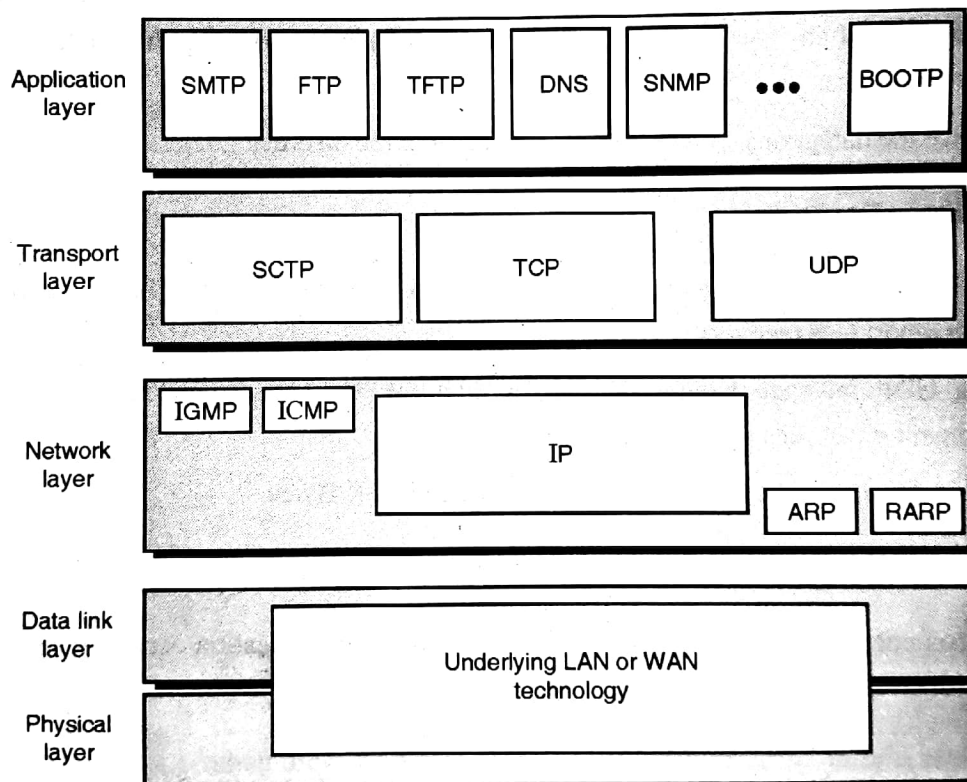 Application
layer
SMTP FTP TFTP DNS SNMP ••• BOOTP
Transport
layer
SCTP TCP UDP
Network
layer
IGMP ICMP
IP
ARP RARP
Data link
layer
Underlying LAN or WAN
technology
Physical
layer